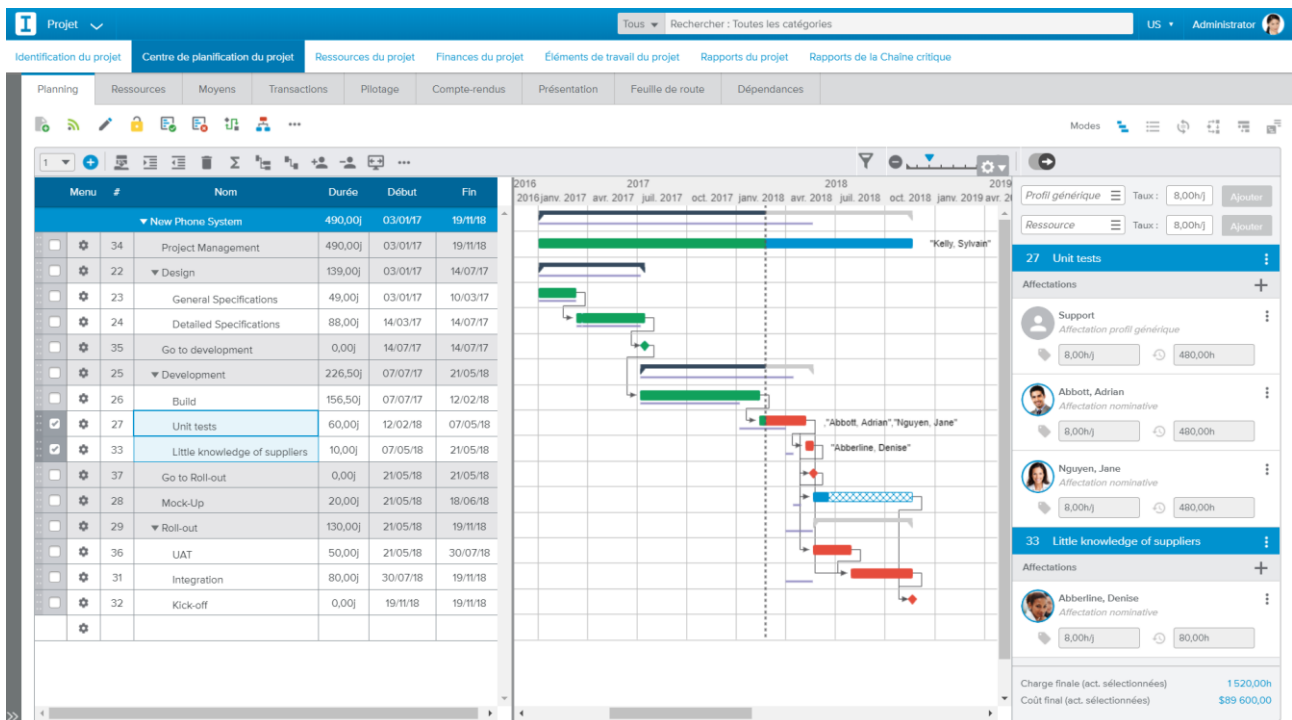 Projet
Tous
Rechercher : Toutes les catégories
US
Administrator
Identification du projet
Centre de planification du projet
Ressources du projet
Finances du projet
Éléments de travail du projet
Rapports du projet
Rapports de la Chaîne critique
Planning
Ressources
Moyens
Transactions
Pilotage
Compte-rendus
Présentation
Feuille de route
Dépendances
Modes
1
Menu # Nom Durée Début Fin
New Phone System 490,00j 03/01/17 19/11/18
34 Project Management 490,00j 03/01/17 19/11/18
22 Design 139,00j 03/01/17 14/07/17
23 General Specifications 49,00j 03/01/17 10/03/17
24 Detailed Specifications 88,00j 14/03/17 14/07/17
35 Go to development 0,00j 14/07/17 14/07/17
25 Development 226,50j 07/07/17 21/05/18
26 Build 156,50j 07/07/17 12/02/18
27 Unit tests 60,00j 12/02/18 07/05/18
33 Little knowledge of suppliers 10,00j 07/05/18 21/05/18
37 Go to Roll-out 0,00j 21/05/18 21/05/18
28 Mock-Up 20,00j 21/05/18 18/06/18
29 Roll-out 130,00j 21/05/18 19/11/18
36 UAT 50,00j 21/05/18 30/07/18
31 Integration 80,00j 30/07/18 19/11/18
32 Kick-off 0,00j 19/11/18 19/11/18
2016 2017 2018 2019
2016 janv. 2017 avr. 2017 juil. 2017 oct. 2017 janv. 2018 avr. 2018 juil. 2018 oct. 2018 janv. 2019 avr. 2
"Kelly, Sylvain"
,"Abbott, Adrian","Nguyen, Jane"
"Abberline, Denise"
Profil générique Taux : 8,00h/j Ajouter
Ressource Taux : 8,00h/j Ajouter
27 Unit tests
Affectations
Support
Affectation profil générique
8,00h/j 480,00h
Abbott, Adrian
Affectation nominative
8,00h/j 480,00h
Nguyen, Jane
Affectation nominative
8,00h/j 480,00h
33 Little knowledge of suppliers
Affectations
Abberline, Denise
Affectation nominative
8,00h/j 80,00h
Charge finale (act. sélectionnées) 1 520,00h
Coût final (act. sélectionnées) $89 600,00